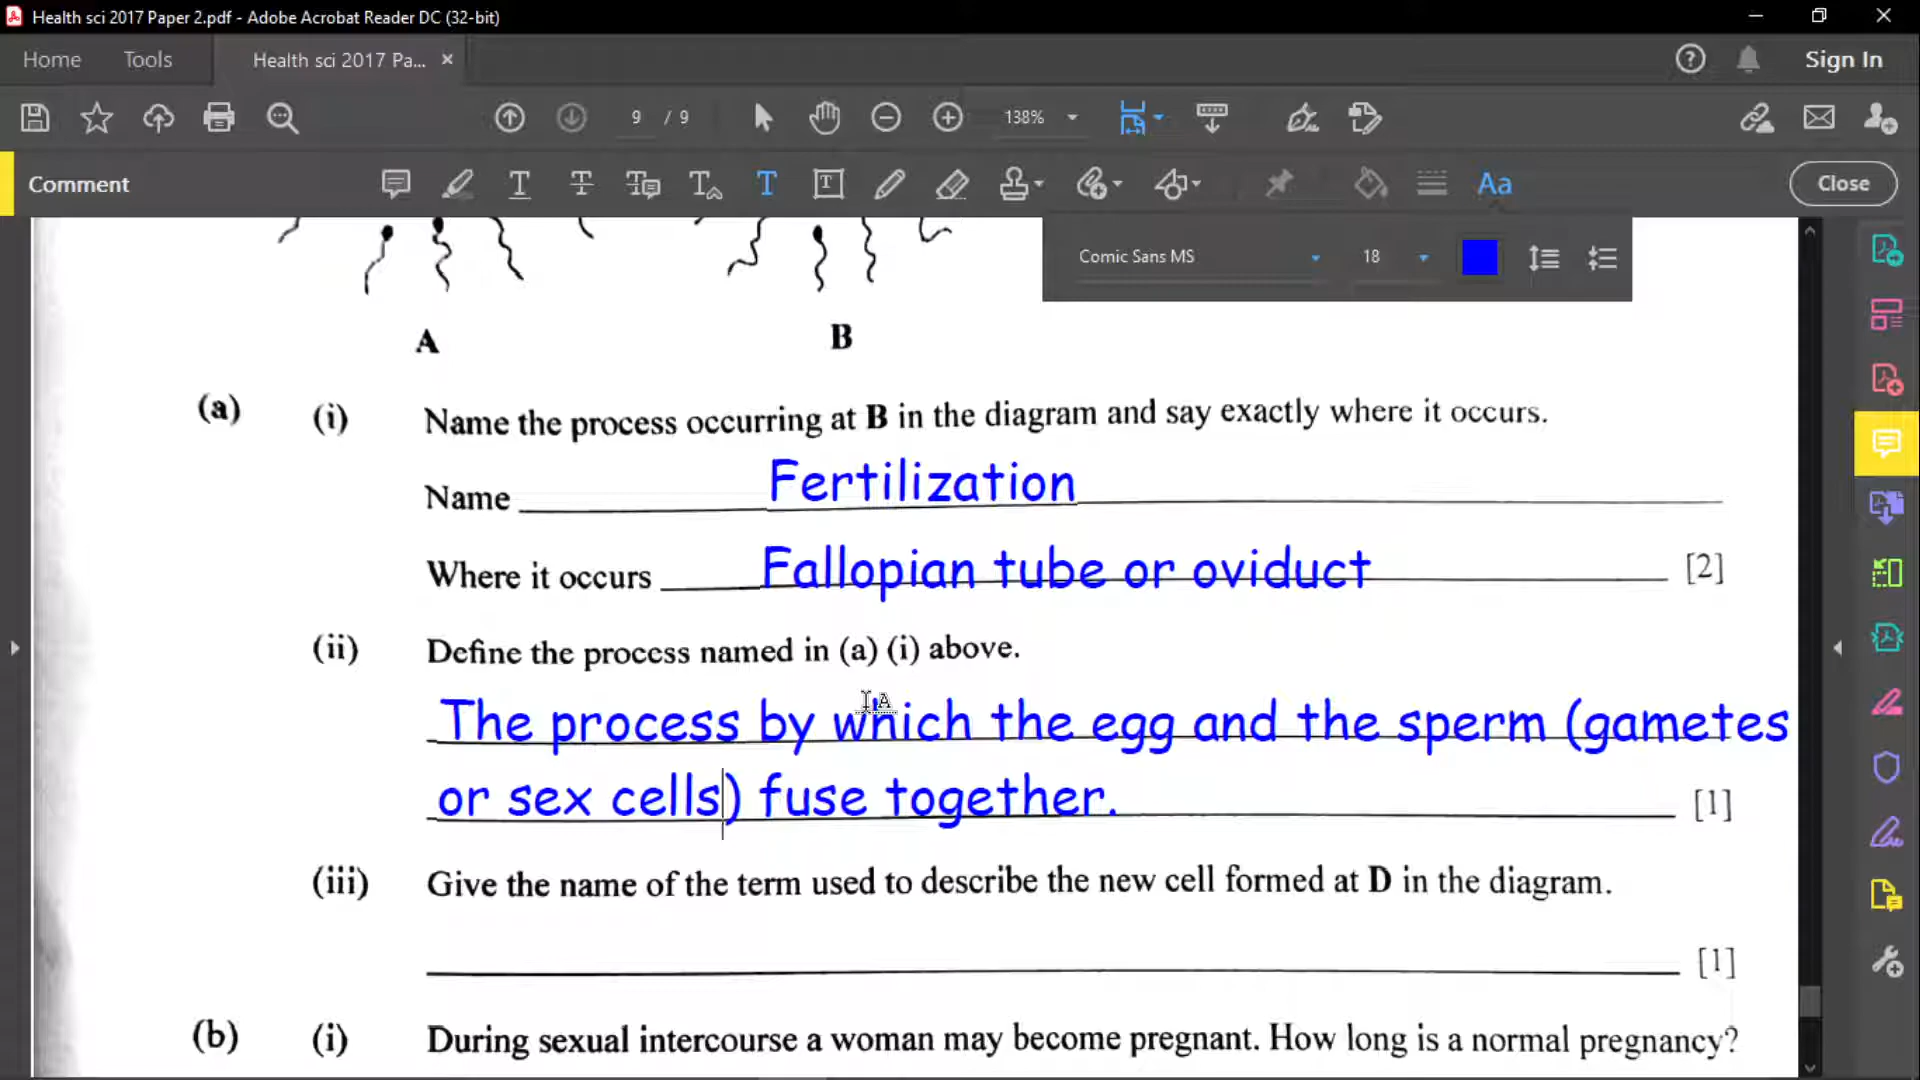 Health sci 2017 Paper 2.pdf - Adobe Acrobat Reader DC (32-bit)
Home Tools Health sci 2017 Pa... × Sign In
9 / 9 138%
Comment Aa Close
Comic Sans MS 18
A B
(a) (i) Name the process occurring at B in the diagram and say exactly where it occurs.
Name Fertilization
Where it occurs Fallopian tube or oviduct [2]
(ii) Define the process named in (a) (i) above.
The process by which the egg and the sperm (gametes
or sex cells) fuse together. [1]
(iii) Give the name of the term used to describe the new cell formed at D in the diagram.
[1]
(b) (i) During sexual intercourse a woman may become pregnant. How long is a normal pregnancy?